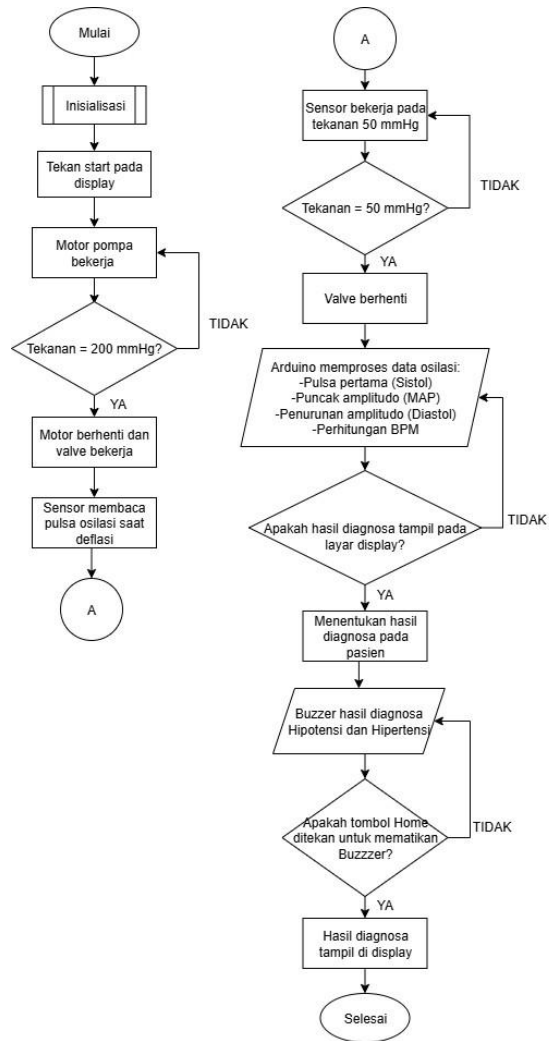 Mulai
Inisialisasi
Tekan start pada
display
Motor pompa
bekerja
TIDAK
Tekanan = 200 mmHg?
YA
Motor berhenti dan
valve bekerja
Sensor membaca
pulsa osilasi saat
deflasi
A
A
Sensor bekerja pada
tekanan 50 mmHg
TIDAK
Tekanan = 50 mmHg?
YA
Valve berhenti
Arduino memproses data osilasi:
-Pulsa pertama (Sistol)
-Puncak amplitudo (MAP)
-Penurunan amplitudo (Diastol)
-Perhitungan BPM
TIDAK
Apakah hasil diagnosa tampil pada
layar display?
YA
Menentukan hasil
diagnosa pada
pasien
Buzzer hasil diagnosa
Hipotensi dan Hipertensi
TIDAK
Apakah tombol Home
ditekan untuk mematikan
Buzzzer?
YA
Hasil diagnosa
tampil di display
Selesai